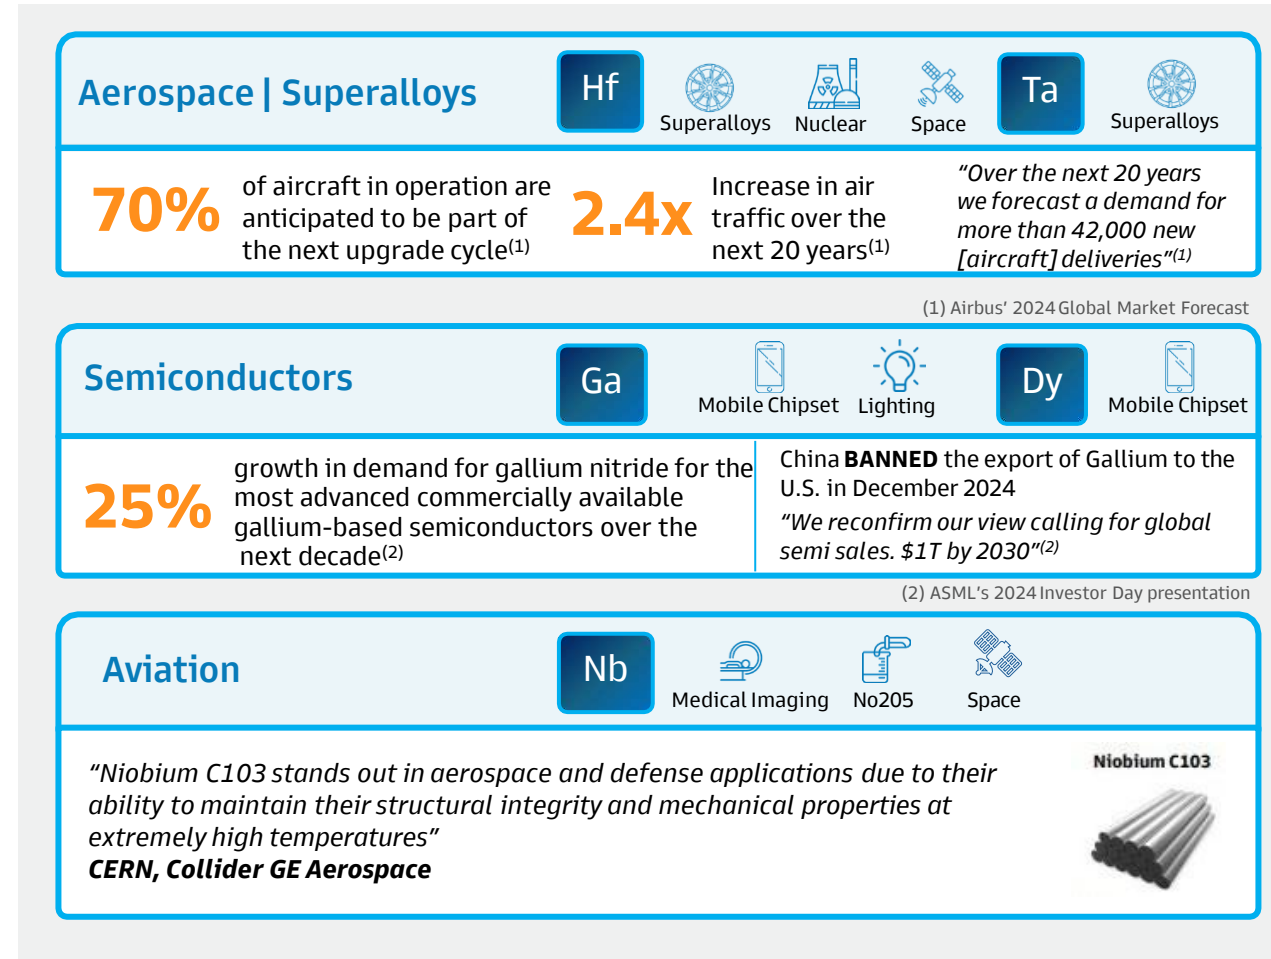 Aerospace | Superalloys
Hf
Superalloys
Nuclear
Space
Ta
Superalloys
70%
of aircraft in operation are
anticipated to be part of
the next upgrade cycle(1)
2.4x
Increase in air
traffic over the
next 20 years(1)
“Over the next 20 years
we forecast a demand for
more than 42,000 new
[aircraft] deliveries”(1)
(1) Airbus’ 2024 Global Market Forecast
Semiconductors
Ga
Mobile Chipset
Lighting
Dy
Mobile Chipset
25%
growth in demand for gallium nitride for the
most advanced commercially available
gallium-based semiconductors over the
next decade(2)
China BANNED the export of Gallium to the
U.S. in December 2024
“We reconfirm our view calling for global
semi sales. $1T by 2030”(2)
(2) ASML’s 2024 Investor Day presentation
Aviation
Nb
Medical Imaging
No205
Space
“Niobium C103 stands out in aerospace and defense applications due to their
ability to maintain their structural integrity and mechanical properties at
extremely high temperatures”
CERN, Collider GE Aerospace
Niobium C103